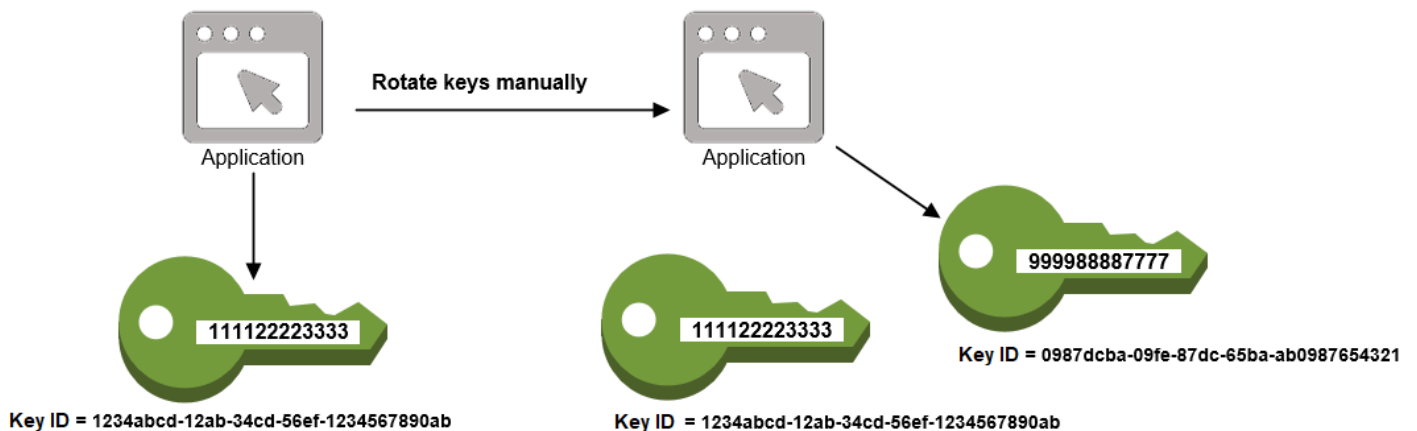 Rotate keys manually
Application
Application
999988887777
111122223333
111122223333
Key ID = 0987dcba-09fe-87dc-65ba-ab0987654321
Key ID = 1234abcd-12ab-34cd-56ef-1234567890ab
Key ID = 1234abcd-12ab-34cd-56ef-1234567890ab